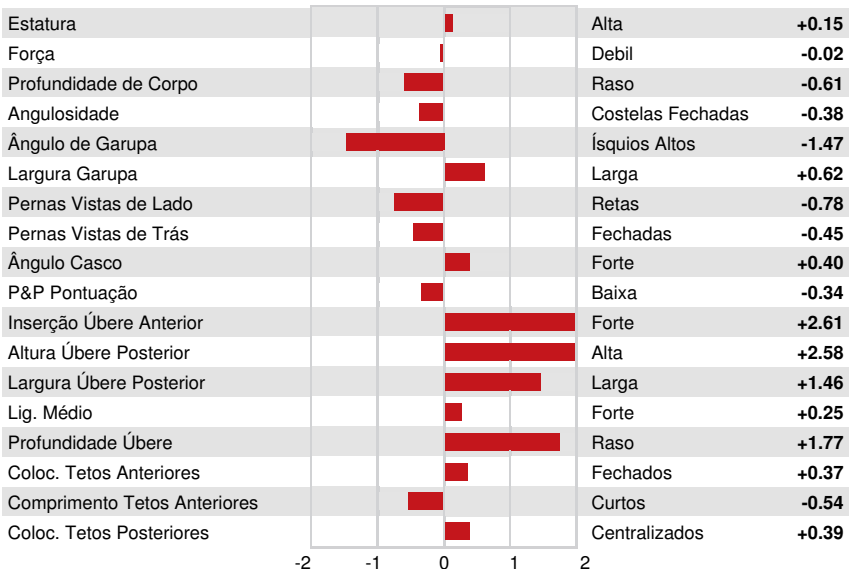 Estatura Alta +0.15
Força Debil -0.02
Profundidade de Corpo Raso -0.61
Angulosidade Costelas Fechadas -0.38
Ângulo de Garupa Ísquios Altos -1.47
Largura Garupa Larga +0.62
Pernas Vistas de Lado Retas -0.78
Pernas Vistas de Trás Fechadas -0.45
Ângulo Casco Forte +0.40
P&P Pontuação Baixa -0.34
Inserção Úbere Anterior Forte +2.61
Altura Úbere Posterior Alta +2.58
Largura Úbere Posterior Larga +1.46
Lig. Médio Forte +0.25
Profundidade Úbere Raso +1.77
Coloc. Tetos Anteriores Fechados +0.37
Comprimento Tetos Anteriores Curtos -0.54
Coloc. Tetos Posteriores Centralizados +0.39
-2 -1 0 1 2